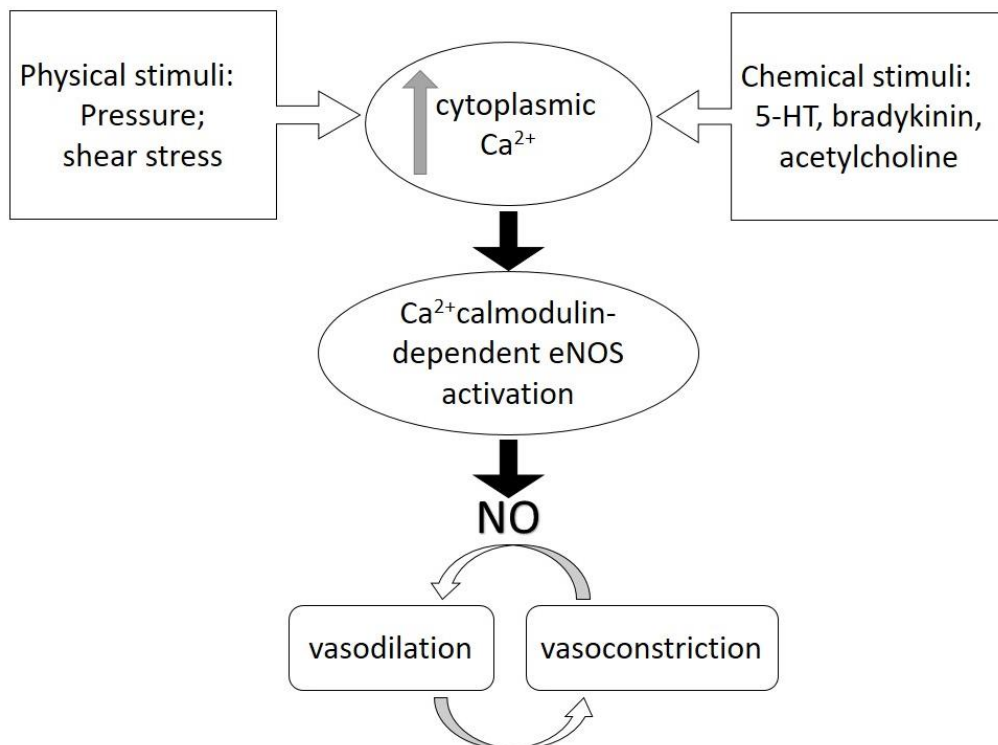 Physical stimuli:
Pressure;
shear stress
cytoplasmic
Ca²⁺
Chemical stimuli:
5-HT, bradykinin,
acetylcholine
Ca²⁺calmodulin-
dependent eNOS
activation
NO
vasodilation
vasoconstriction